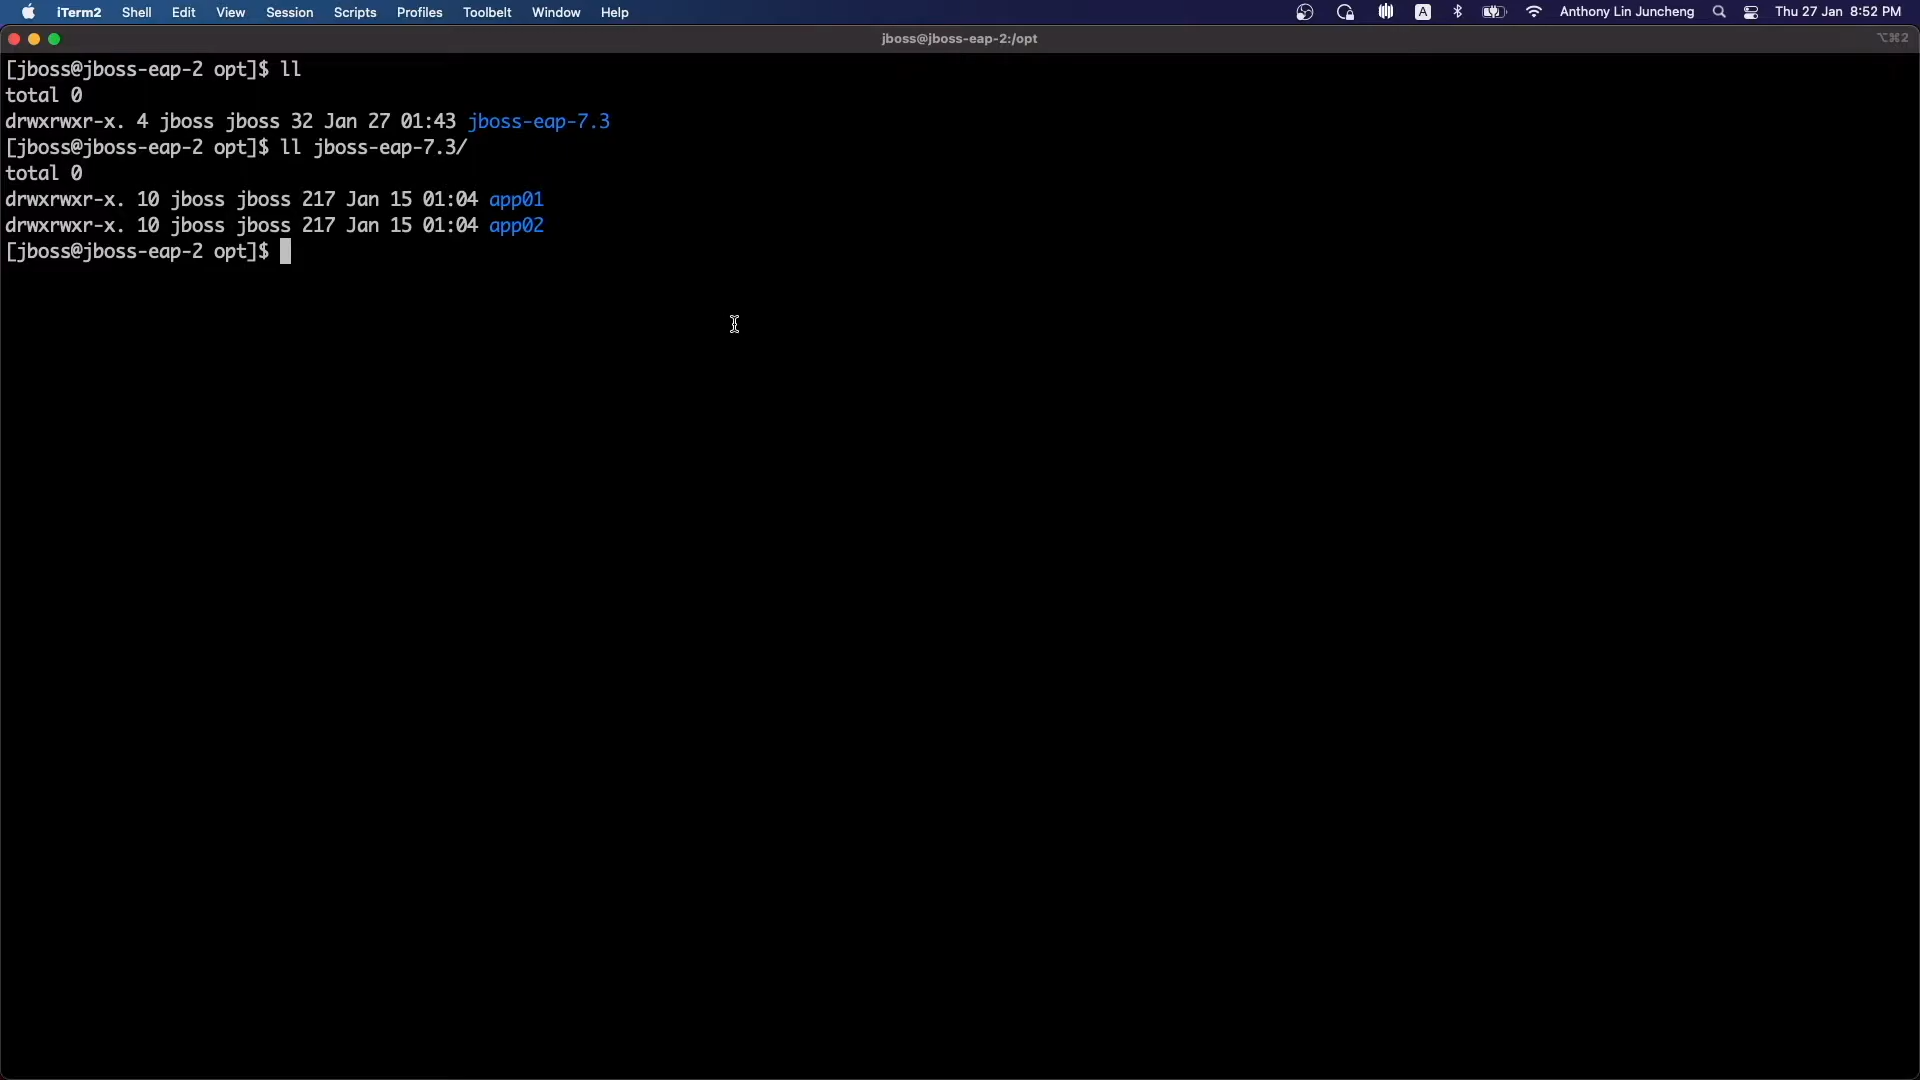 iTerm2 Shell Edit View Session Scripts Profiles Toolbelt Window Help A Anthony Lin Juncheng Thu 27 Jan 8:52 PM
jboss@jboss-eap-2:/opt ⌥⌘2
[jboss@jboss-eap-2 opt]$ ll
total 0
drwxrwxr-x. 4 jboss jboss 32 Jan 27 01:43 jboss-eap-7.3
[jboss@jboss-eap-2 opt]$ ll jboss-eap-7.3/
total 0
drwxrwxr-x. 10 jboss jboss 217 Jan 15 01:04 app01
drwxrwxr-x. 10 jboss jboss 217 Jan 15 01:04 app02
[jboss@jboss-eap-2 opt]$